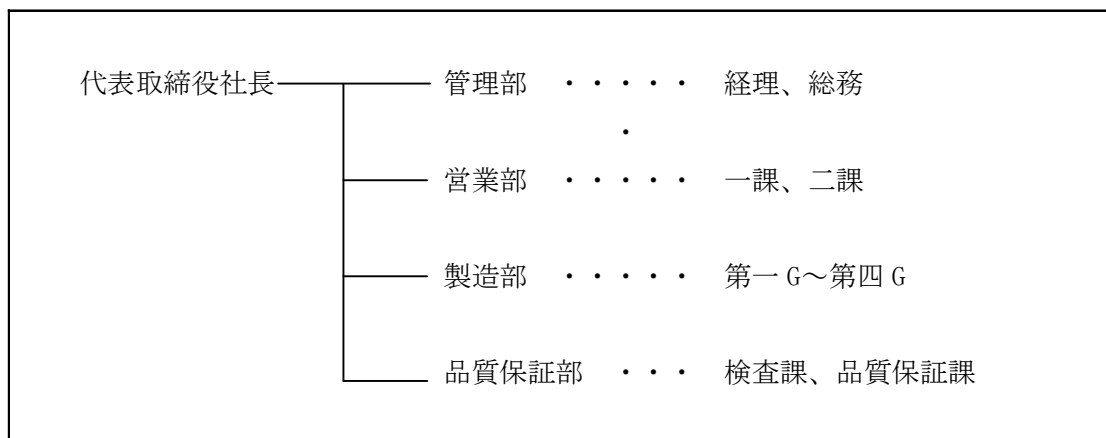 代表取締役社長 管理部 ・・・・・ 経理、総務
・
営業部 ・・・・・ 一課、二課
製造部 ・・・・・ 第一 G～第四 G
品質保証部 ・・・ 検査課、品質保証課